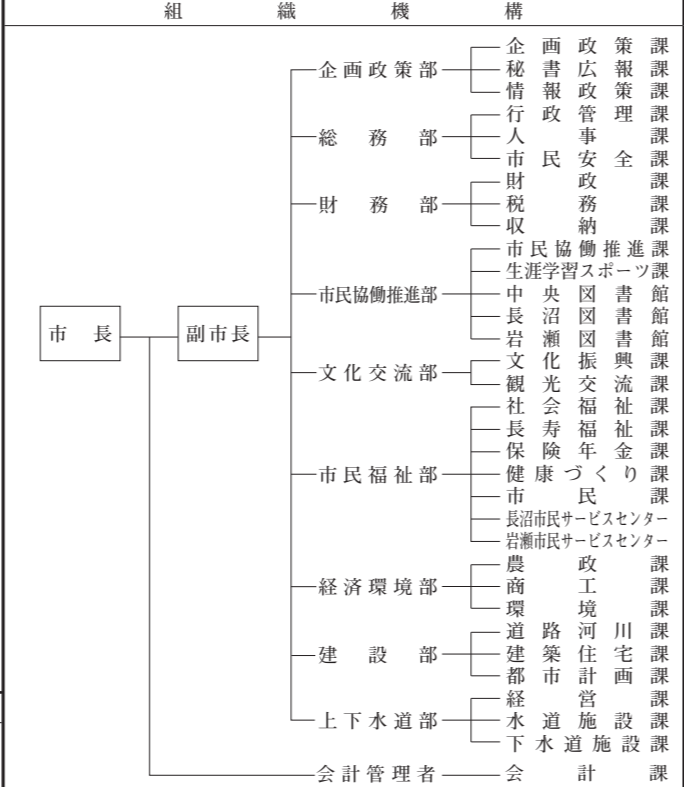 組織機構
企画政策課
企画政策部
秘書広報課
情報政策課
行政管理課
総務部
人事課
市民安全課
財政課
財務部
税務課
収納課
市民協働推進課
生涯学習スポーツ課
市民協働推進部
中央図書館
長沼図書館
岩瀬図書館
市長
副市長
文化交流部
文化振興課
観光交流課
社会福祉課
長寿福祉課
保険年金課
市民福祉部
健康づくり課
市民課
長沼市民サービスセンター
岩瀬市民サービスセンター
農政課
経済環境部
商工課
環境課
道路河川課
建設部
建築住宅課
都市計画課
経営課
上下水道部
水道施設課
下水道施設課
会計管理者
会計課